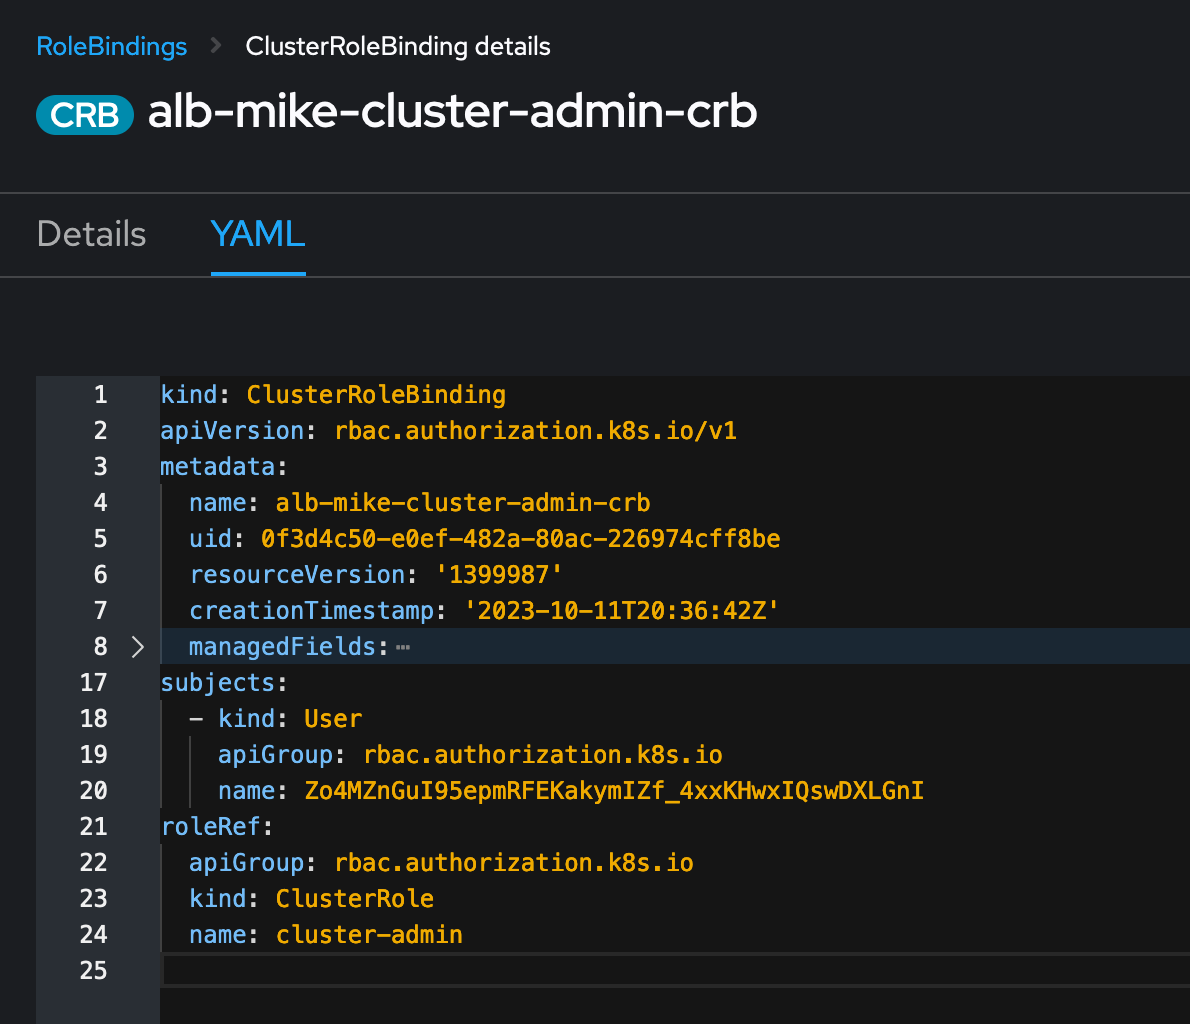 RoleBindings > ClusterRoleBinding details
CRB alb-mike-cluster-admin-crb
Details YAML
1 kind: ClusterRoleBinding
2 apiVersion: rbac.authorization.k8s.io/v1
3 metadata:
4   name: alb-mike-cluster-admin-crb
5   uid: 0f3d4c50-e0ef-482a-80ac-226974cff8be
6   resourceVersion: '1399987'
7   creationTimestamp: '2023-10-11T20:36:42Z'
8 >   managedFields: ⋯
17 subjects:
18   - kind: User
19     apiGroup: rbac.authorization.k8s.io
20     name: Zo4MZnGuI95epmRFEKakymIZf_4xxKHwxIQswDXLGnI
21 roleRef:
22   apiGroup: rbac.authorization.k8s.io
23   kind: ClusterRole
24   name: cluster-admin
25